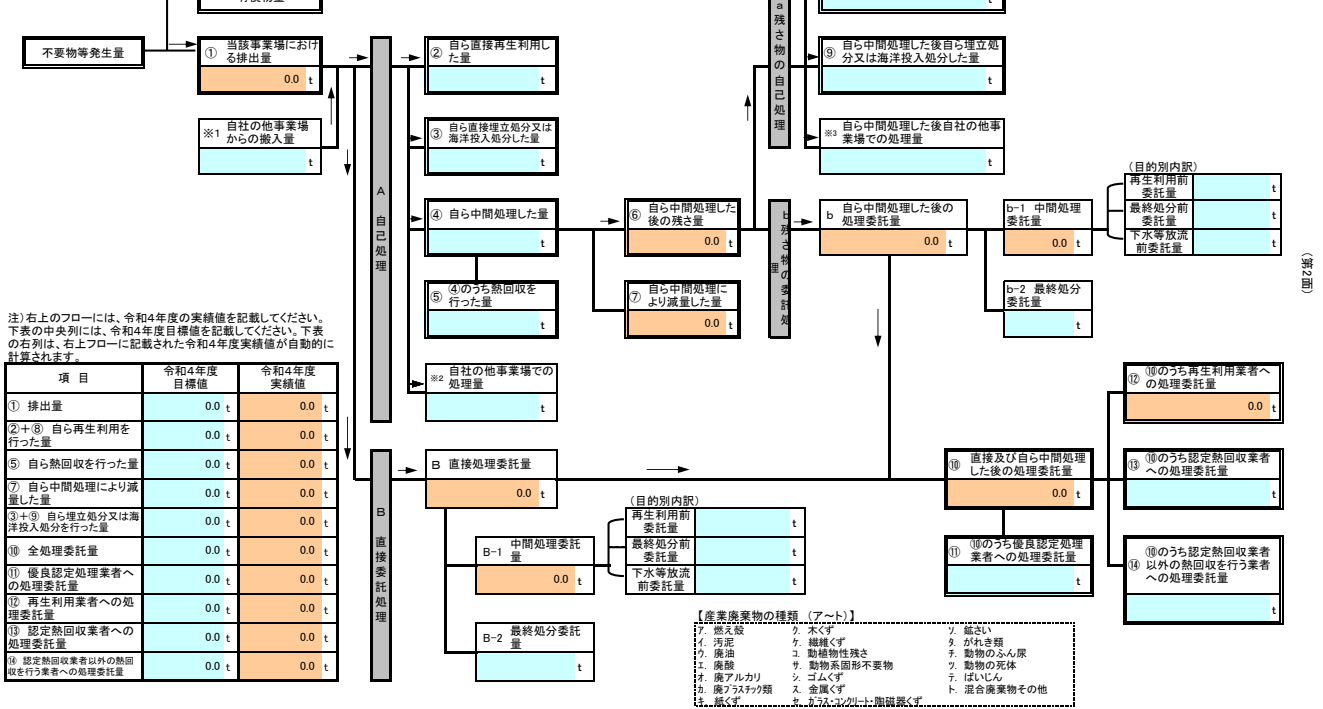 不要物等発生量
①
当該事業場におけ
る排出量
0.0 t
※1
自社の他事業場
からの搬入量
t
A
自
己
処
理
②
自ら直接再生利用し
た量
t
③
自ら直接埋立処分又は
海洋投入処分した量
t
④ 自ら中間処理した量
t
⑤
④のうち熱回収を
行った量
t
※2
自社の他事業場での
処理量
t
⑥
自ら中間処理した
後の残さ量
0.0 t
⑦
自ら中間処理に
より減量した量
0.0 t
a
残
さ
物
の
自
己
処
理
t
⑨
自ら中間処理した後自ら埋立処
分又は海洋投入処分した量
t
※3
自ら中間処理した後自社の他事
業場での処理量
t
b
残
さ
物
の
委
託
処
理
b
自ら中間処理した後の
処理委託量
0.0 t
b-1 中間処理
委託量
0.0 t
b-2 最終処分
委託量
t
(目的別内訳)
再生利用前
委託量
t
最終処分前
委託量
t
下水等放流
前委託量
t
(第2面)
注)右上のフローには、令和4年度の実績値を記載してください。
下表の中央列には、令和4年度目標値を記載してください。下表
の右列は、右上フローに記載された令和4年度実績値が自動的に
計算されます。
項 目
令和4年度
目標値
令和4年度
実績値
① 排出量
0.0 t
0.0 t
②+⑧ 自ら再生利用を
行った量
0.0 t
0.0 t
⑤ 自ら熱回収を行った量
0.0 t
0.0 t
⑦ 自ら中間処理により減
量した量
0.0 t
0.0 t
③+⑨ 自ら埋立処分又は海
洋投入処分を行った量
0.0 t
0.0 t
⑩ 全処理委託量
0.0 t
0.0 t
⑪ 優良認定処理業者へ
の処理委託量
0.0 t
0.0 t
⑫ 再生利用業者への処
理委託量
0.0 t
0.0 t
⑬ 認定熱回収業者への
処理委託量
0.0 t
0.0 t
⑭ 認定熱回収業者以外の熱回
収を行う業者への処理委託量
0.0 t
0.0 t
B
直
接
委
託
処
理
B 直接処理委託量
0.0 t
B-1
中間処理委託
量
0.0 t
B-2
最終処分委託
量
t
(目的別内訳)
再生利用前
委託量
t
最終処分前
委託量
t
下水等放流
前委託量
t
⑩
直接及び自ら中間処理
した後の処理委託量
0.0 t
⑪
⑩のうち優良認定処理
業者への処理委託量
t
⑫
⑩のうち再生利用業者へ
の処理委託量
0.0 t
⑬
⑩のうち認定熱回収業者
への処理委託量
t
⑭
⑩のうち認定熱回収業者
以外の熱回収を行う業者
への処理委託量
t
【産業廃棄物の種類 (ア〜ト)】
ア. 燃え殻
イ. 汚泥
ウ. 廃油
エ. 廃酸
オ. 廃アルカリ
カ. 廃プラスチック類
キ. 紙くず
ク. 木くず
ケ. 繊維くず
コ. 動植物性残さ
サ. 動物系固形不要物
シ. ゴムくず
ス. 金属くず
セ. ガラス・コンクリート・陶磁器くず
ソ. 鉱さい
タ. がれき類
チ. 動物のふん尿
ツ. 動物の死体
テ. ばいじん
ト. 混合廃棄物その他